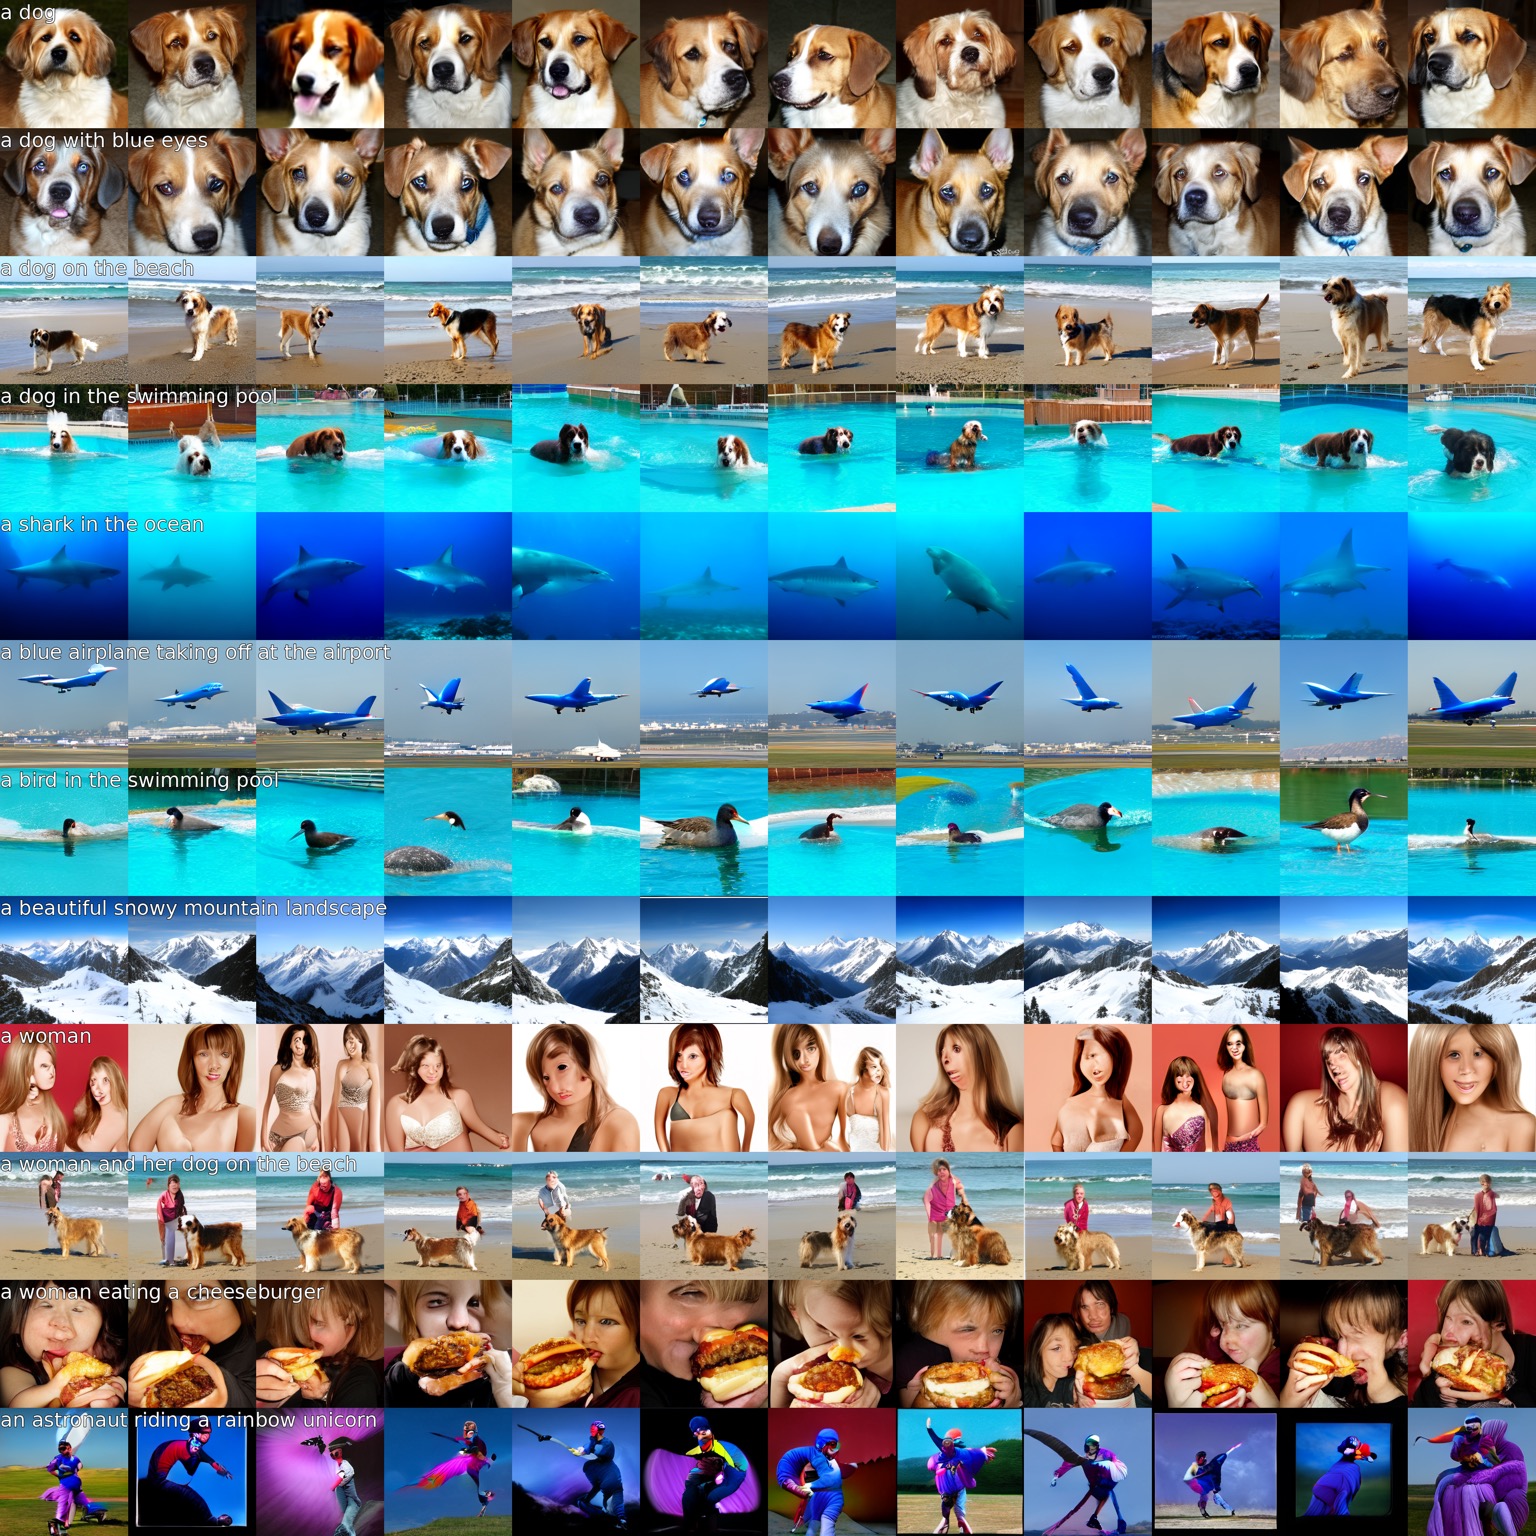 a dog
a dog with blue eyes
a dog on the beach
a dog in the swimming pool
a shark in the ocean
a blue airplane taking off at the airport
a bird in the swimming pool
a beautiful snowy mountain landscape
a woman
a woman and her dog on the beach
a woman eating a cheeseburger
an astronaut riding a rainbow unicorn